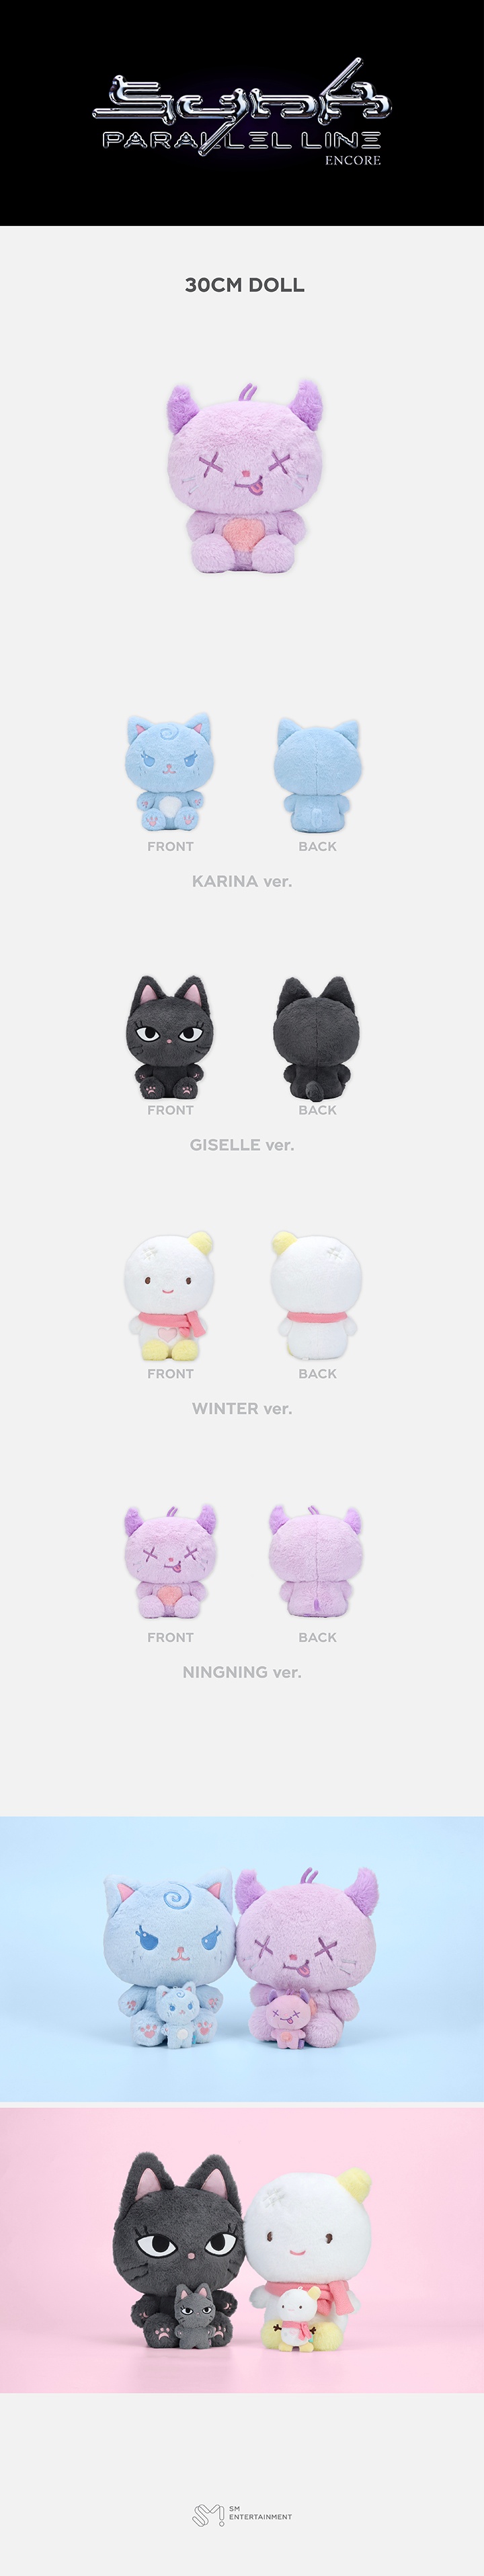 SYNK
PARALLEL LINE
ENCORE
30CM DOLL
FRONT BACK
KARINA ver.
FRONT BACK
GISELLE ver.
FRONT BACK
WINTER ver.
FRONT BACK
NINGNING ver.
SM
ENTERTAINMENT